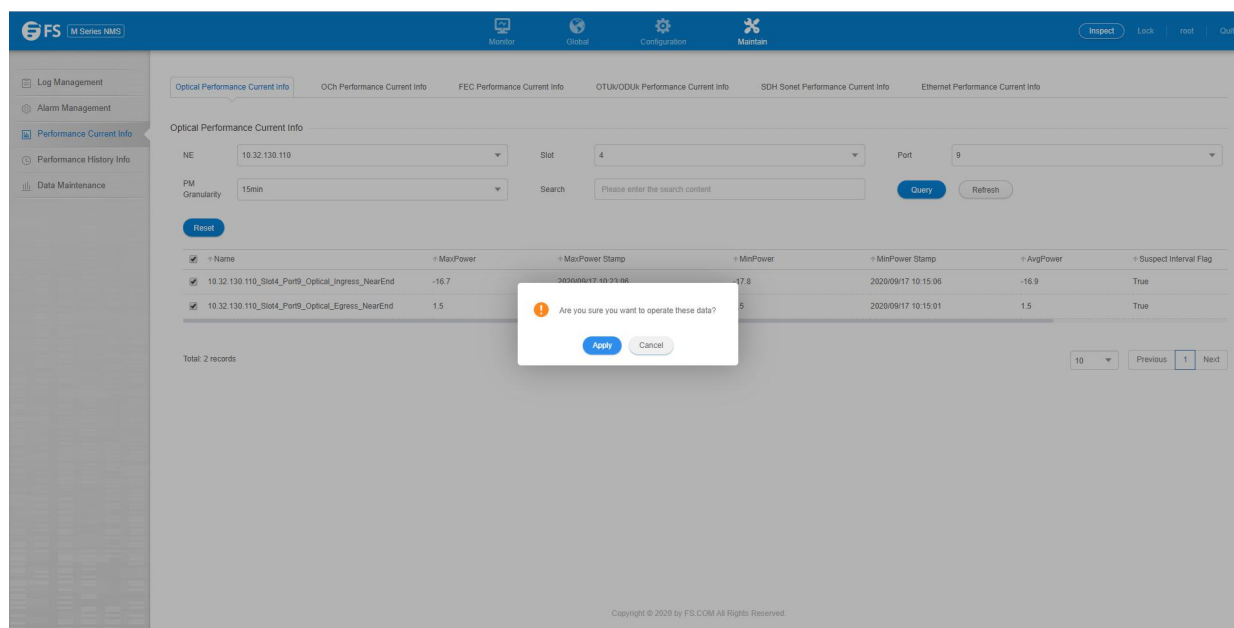 FS M Series NMS
Monitor Global Configuration Maintain
Inspect Lock root Quit
Log Management
Alarm Management
Performance Current Info
Performance History Info
Data Maintenance
Optical Performance Current Info OCh Performance Current Info FEC Performance Current Info OTUk/ODUk Performance Current Info SDH Sonet Performance Current Info Ethernet Performance Current Info
Optical Performance Current Info
NE 10.32.130.110 Slot 4 Port 9
PM Granularity 15min Search Please enter the search content Query Refresh
Reset
Name MaxPower MaxPower Stamp MinPower MinPower Stamp AvgPower Suspect Interval Flag
10.32.130.110_Slot4_Port9_Optical_Ingress_NearEnd -16.7 2020/09/17 10:23:06 -17.8 2020/09/17 10:15:06 -16.9 True
10.32.130.110_Slot4_Port9_Optical_Egress_NearEnd 1.5 2020/09/17 10:15:01 1.5 True
Are you sure you want to operate these data?
Apply Cancel
Total: 2 records
10 Previous 1 Next
Copyright © 2020 by FS.COM All Rights Reserved.